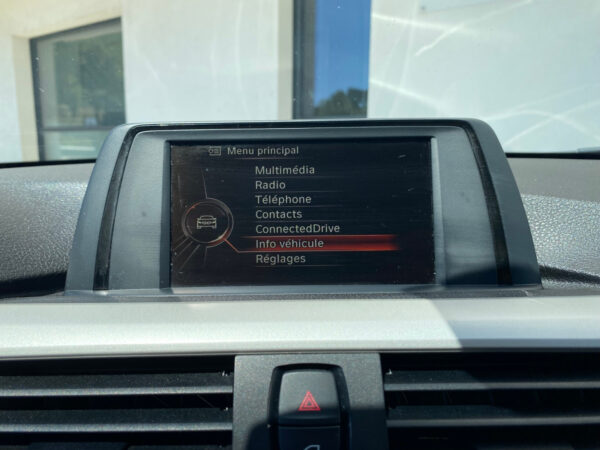 Menu principal
Multimédia
Radio
Téléphone
Contacts
ConnectedDrive
Info véhicule
Réglages